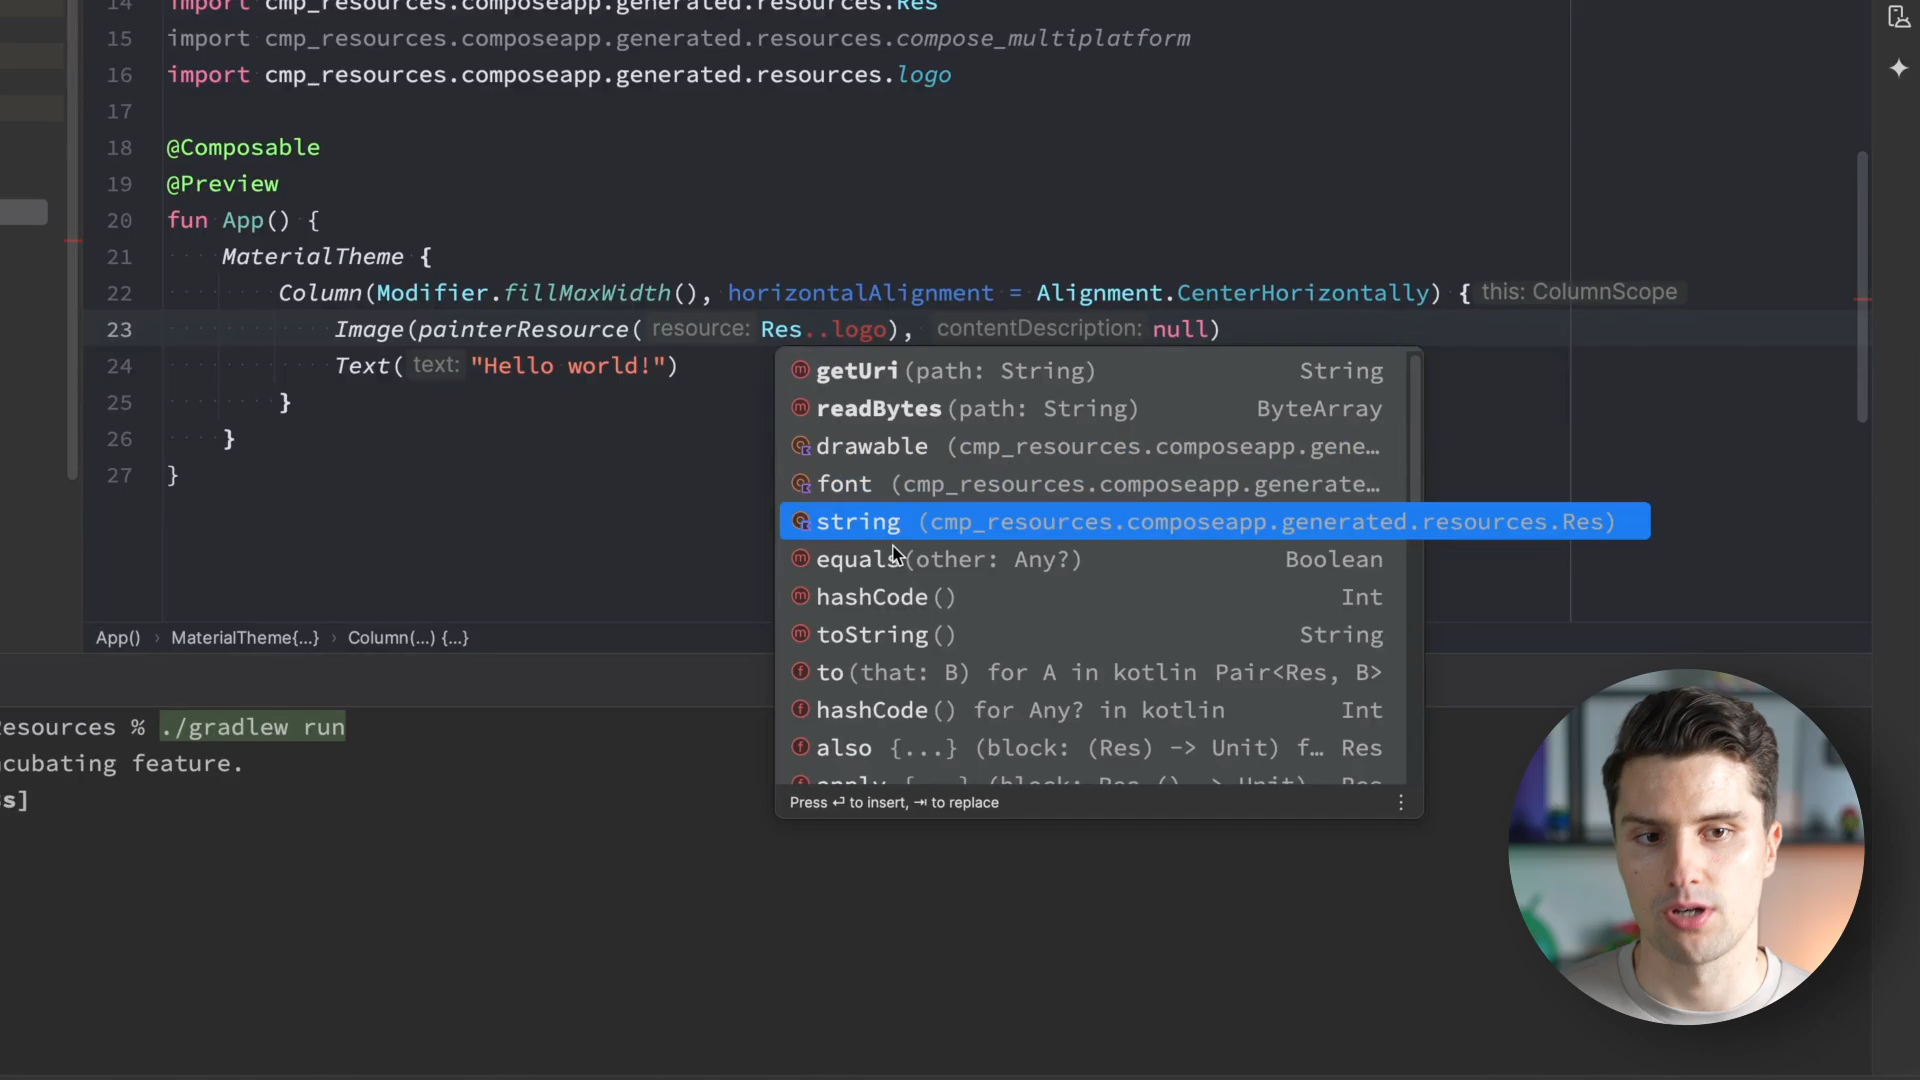 14 import cmp_resources.composeapp.generated.resources.Res
15 import cmp_resources.composeapp.generated.resources.compose_multiplatform
16 import cmp_resources.composeapp.generated.resources.logo
17
18 @Composable
19 @Preview
20 fun App() {
21 MaterialTheme {
22 Column(Modifier.fillMaxWidth(), horizontalAlignment = Alignment.CenterHorizontally) { this: ColumnScope
23 Image(painterResource( resource: Res..logo), contentDescription: null)
24 Text( text: "Hello world!")
25 }
26 }
27 }
getUri(path: String) String
readBytes(path: String) ByteArray
drawable (cmp_resources.composeapp.gene…
font (cmp_resources.composeapp.generate…
string (cmp_resources.composeapp.generated.resources.Res)
equals(other: Any?) Boolean
hashCode() Int
toString() String
to(that: B) for A in kotlin Pair<Res, B>
hashCode() for Any? in kotlin Int
also {...} (block: (Res) -> Unit) f… Res
apply {...} (block: Res.() -> Unit) Res
Press ⏎ to insert, ⇥ to replace
App() › MaterialTheme{...} › Column(...) {...}
esources % ./gradlew run
cubating feature.
s]